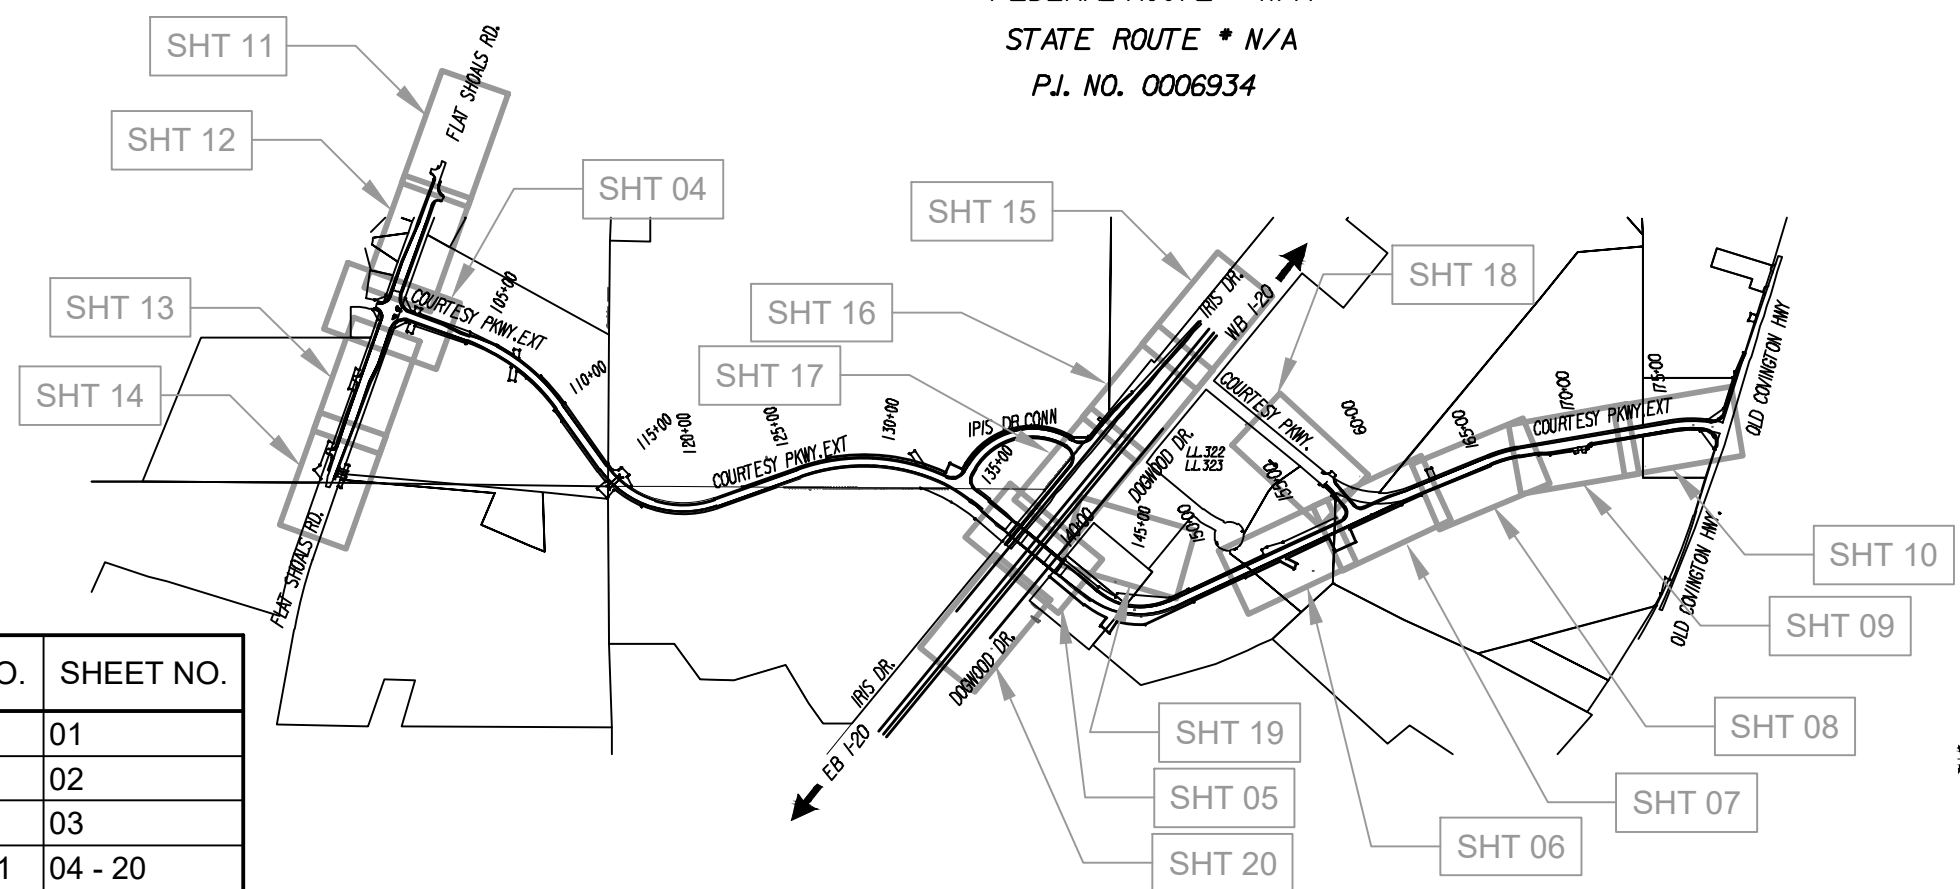 STATE ROUTE * N/A
P.I. NO. 0006934
SHT 11
FLAT SHOALS RD.
SHT 12
SHT 04
SHT 15
SHT 18
SHT 13
COURTESY PKWY.EXT
105+00
SHT 16
IRIS DR.
WB I-20
OLD COVINGTON HWY
SHT 14
110+00
SHT 17
COURTESY PKWY.
60+00
165+00
170+00
175+00
COURTESY PKWY.EXT
115+00
120+00
125+00
130+00
IPIS DR CONN
135+00
COURTESY PKWY.EXT
DOGWOOD DR.
LL.322
LL.323
155+00
140+00
145+00
150+00
FLAT SHOALS RD.
OLD COVINGTON HWY.
SHT 10
SHT 09
IRIS DR.
DOGWOOD DR.
EB I-20
SHT 19
SHT 08
SHT 05
SHT 07
SHT 06
SHT 20
O. SHEET NO.
01
02
03
1 04 - 20